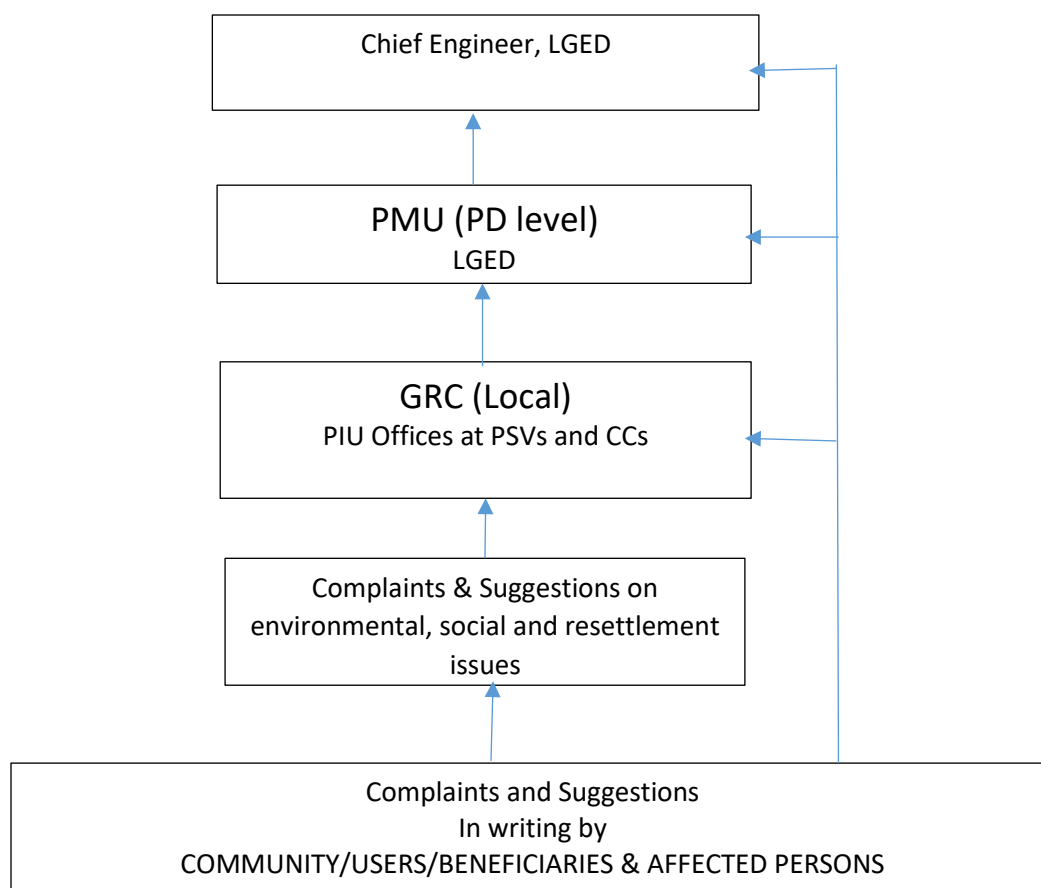 Chief Engineer, LGED
PMU (PD level)
LGED
GRC (Local)
PIU Offices at PSVs and CCs
Complaints & Suggestions on
environmental, social and resettlement
issues
Complaints and Suggestions
In writing by
COMMUNITY/USERS/BENEFICIARIES & AFFECTED PERSONS